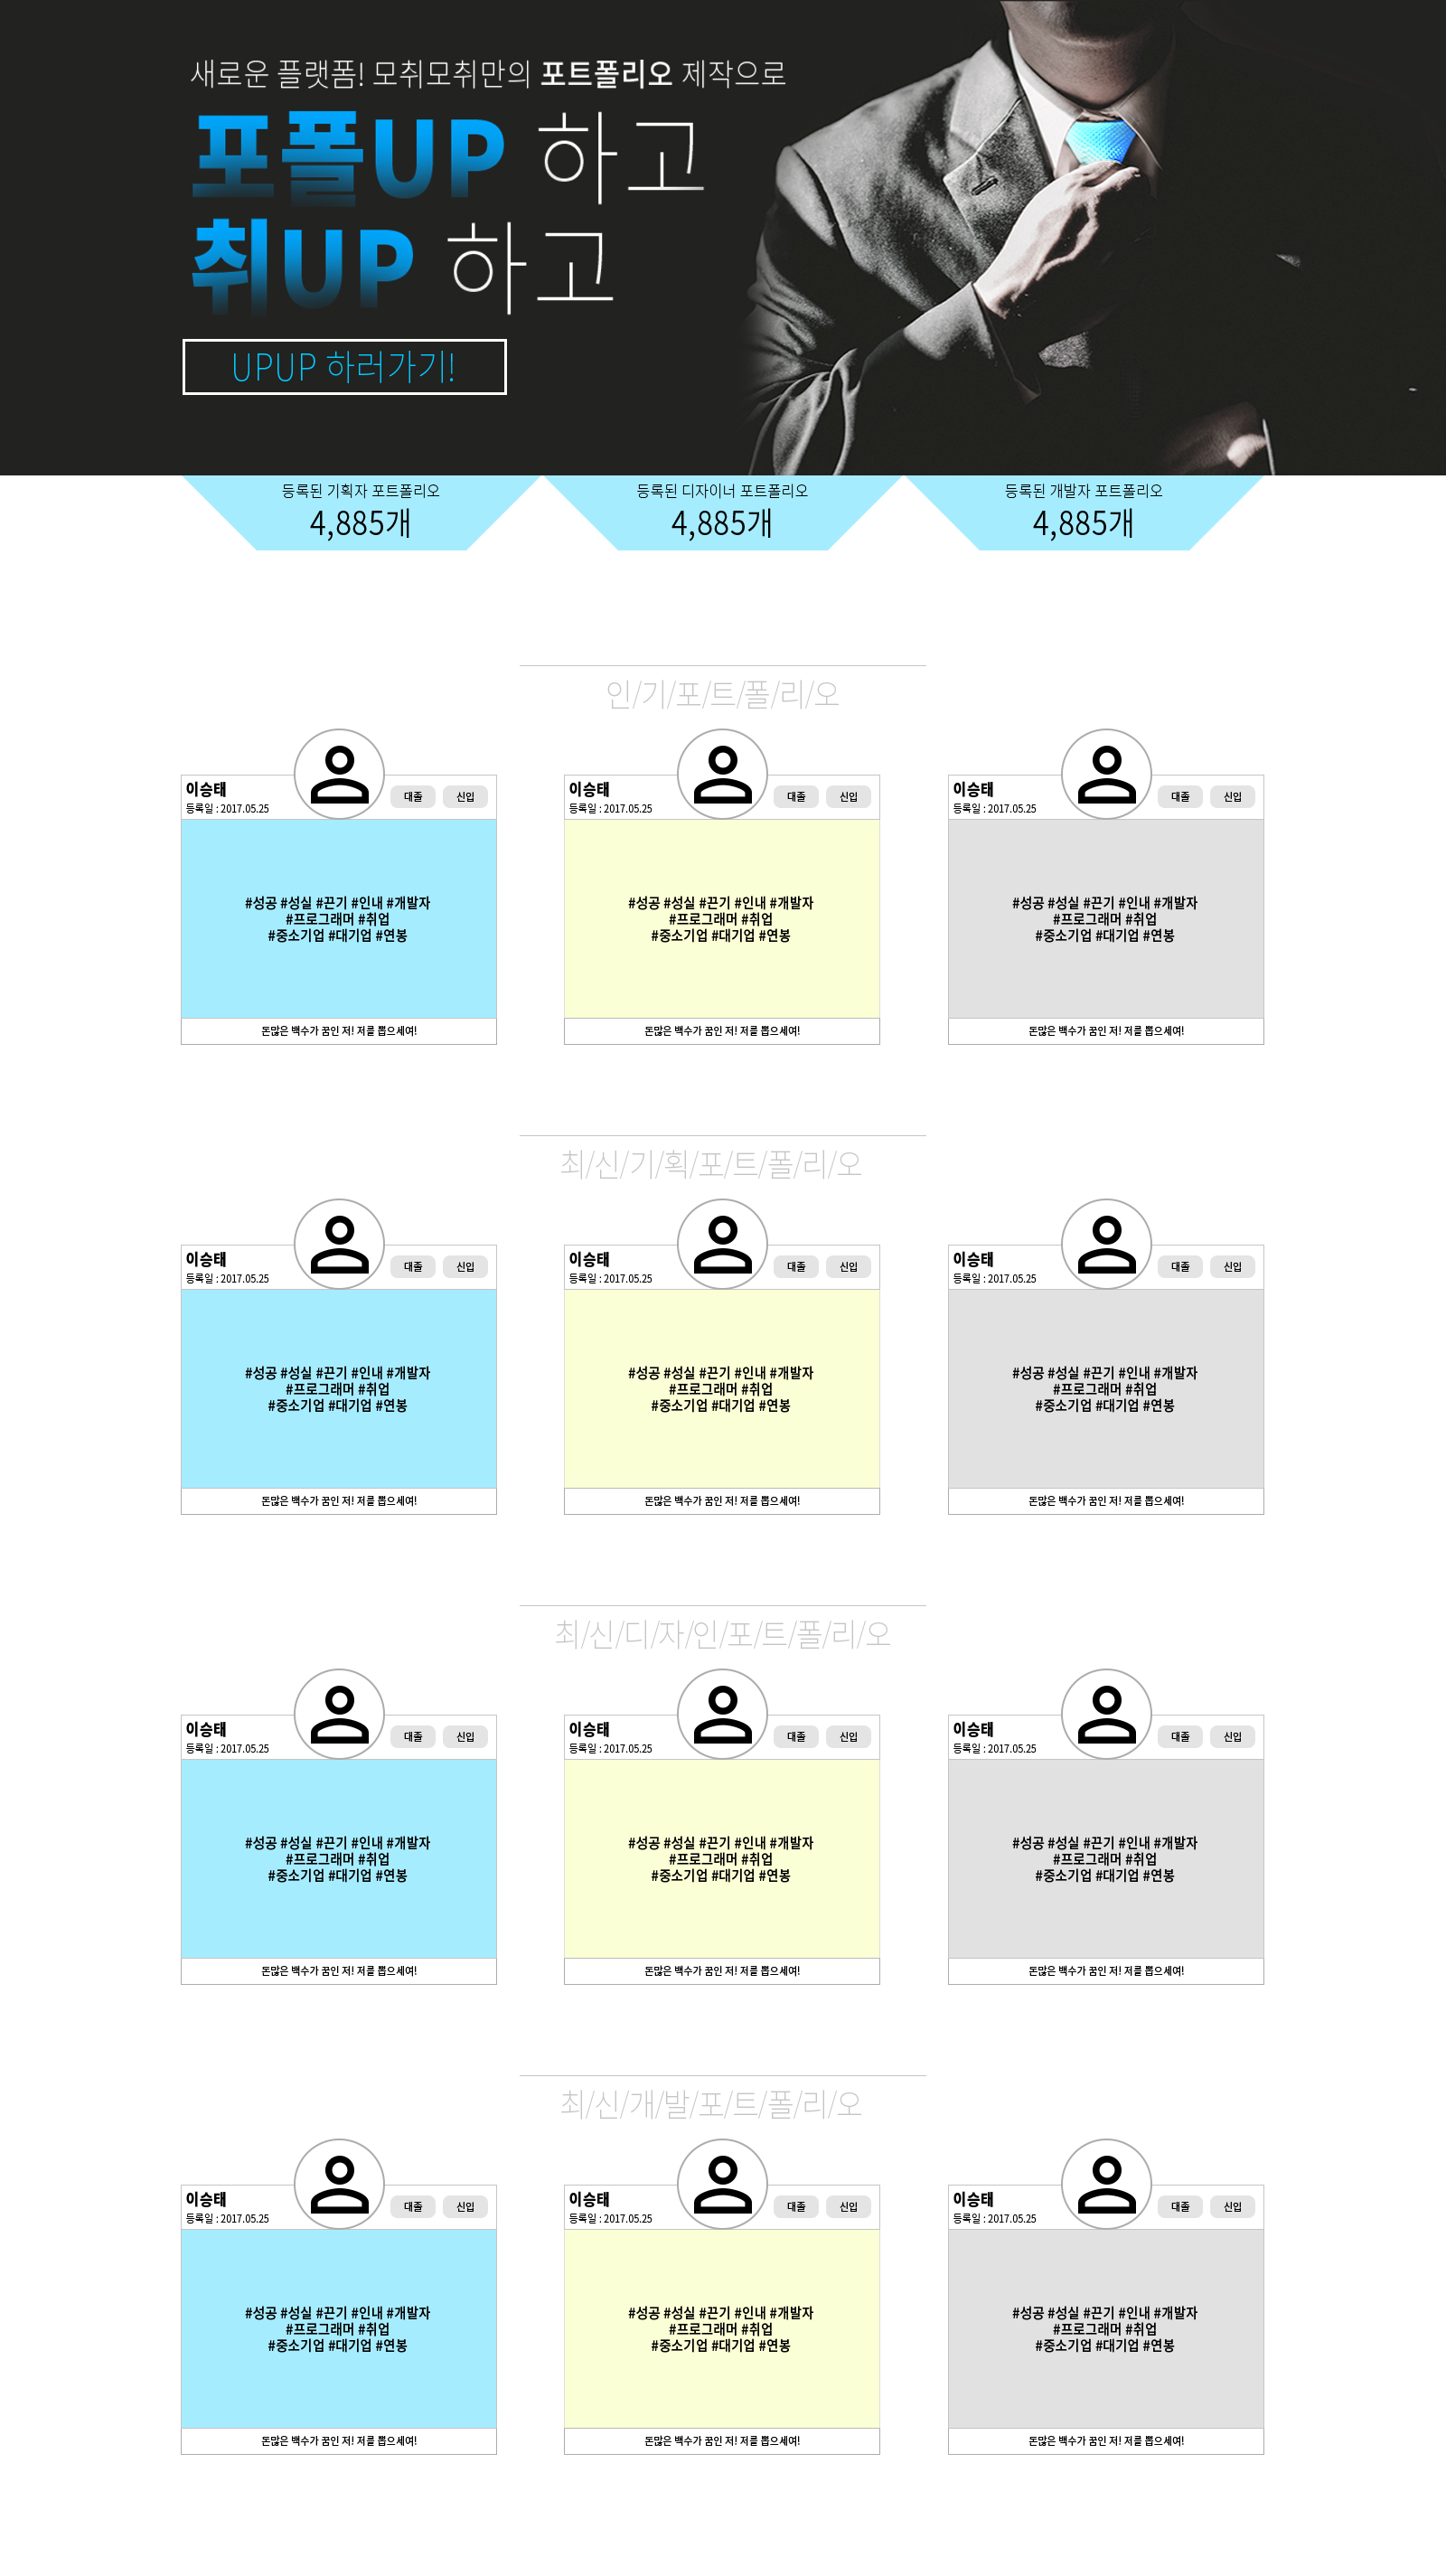 새로운 플랫폼! 모취모취만의 포트폴리오 제작으로
포폴UP 하고
취UP 하고
UPUP 하러가기!
등록된 기획자 포트폴리오
4,885개
등록된 디자이너 포트폴리오
4,885개
등록된 개발자 포트폴리오
4,885개
인/기/포/트/폴/리/오
이승태
등록일 : 2017.05.25
대졸
신입
#성공 #성실 #끈기 #인내 #개발자
#프로그래머 #취업
#중소기업 #대기업 #연봉
돈많은 백수가 꿈인 저! 저를 뽑으세여!
이승태
등록일 : 2017.05.25
대졸
신입
#성공 #성실 #끈기 #인내 #개발자
#프로그래머 #취업
#중소기업 #대기업 #연봉
돈많은 백수가 꿈인 저! 저를 뽑으세여!
이승태
등록일 : 2017.05.25
대졸
신입
#성공 #성실 #끈기 #인내 #개발자
#프로그래머 #취업
#중소기업 #대기업 #연봉
돈많은 백수가 꿈인 저! 저를 뽑으세여!
최/신/기/획/포/트/폴/리/오
이승태
등록일 : 2017.05.25
대졸
신입
#성공 #성실 #끈기 #인내 #개발자
#프로그래머 #취업
#중소기업 #대기업 #연봉
돈많은 백수가 꿈인 저! 저를 뽑으세여!
이승태
등록일 : 2017.05.25
대졸
신입
#성공 #성실 #끈기 #인내 #개발자
#프로그래머 #취업
#중소기업 #대기업 #연봉
돈많은 백수가 꿈인 저! 저를 뽑으세여!
이승태
등록일 : 2017.05.25
대졸
신입
#성공 #성실 #끈기 #인내 #개발자
#프로그래머 #취업
#중소기업 #대기업 #연봉
돈많은 백수가 꿈인 저! 저를 뽑으세여!
최/신/디/자/인/포/트/폴/리/오
이승태
등록일 : 2017.05.25
대졸
신입
#성공 #성실 #끈기 #인내 #개발자
#프로그래머 #취업
#중소기업 #대기업 #연봉
돈많은 백수가 꿈인 저! 저를 뽑으세여!
이승태
등록일 : 2017.05.25
대졸
신입
#성공 #성실 #끈기 #인내 #개발자
#프로그래머 #취업
#중소기업 #대기업 #연봉
돈많은 백수가 꿈인 저! 저를 뽑으세여!
이승태
등록일 : 2017.05.25
대졸
신입
#성공 #성실 #끈기 #인내 #개발자
#프로그래머 #취업
#중소기업 #대기업 #연봉
돈많은 백수가 꿈인 저! 저를 뽑으세여!
최/신/개/발/포/트/폴/리/오
이승태
등록일 : 2017.05.25
대졸
신입
#성공 #성실 #끈기 #인내 #개발자
#프로그래머 #취업
#중소기업 #대기업 #연봉
돈많은 백수가 꿈인 저! 저를 뽑으세여!
이승태
등록일 : 2017.05.25
대졸
신입
#성공 #성실 #끈기 #인내 #개발자
#프로그래머 #취업
#중소기업 #대기업 #연봉
돈많은 백수가 꿈인 저! 저를 뽑으세여!
이승태
등록일 : 2017.05.25
대졸
신입
#성공 #성실 #끈기 #인내 #개발자
#프로그래머 #취업
#중소기업 #대기업 #연봉
돈많은 백수가 꿈인 저! 저를 뽑으세여!